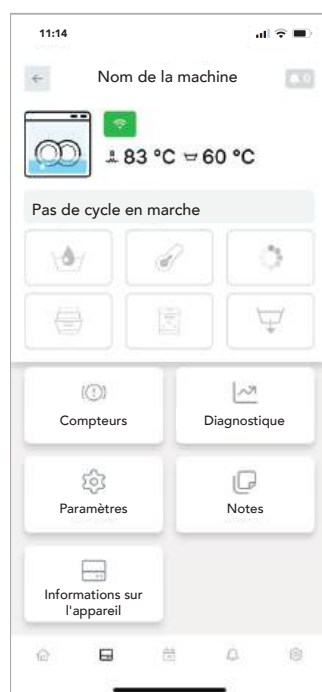 11:14
Nom de la machine
83 °C 60 °C
Pas de cycle en marche
Compteurs
Diagnostique
Paramètres
Notes
Informations sur
l'appareil